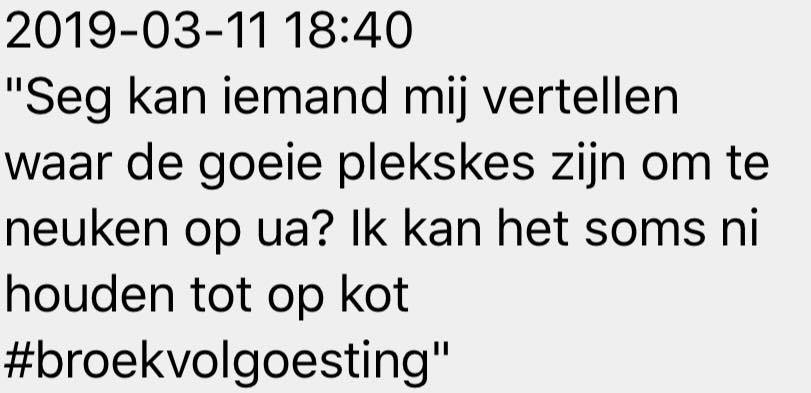 2019-03-11 18:40
"Seg kan iemand mij vertellen
waar de goeie plekskes zijn om te
neuken op ua? Ik kan het soms ni
houden tot op kot
#broekvolgoesting"